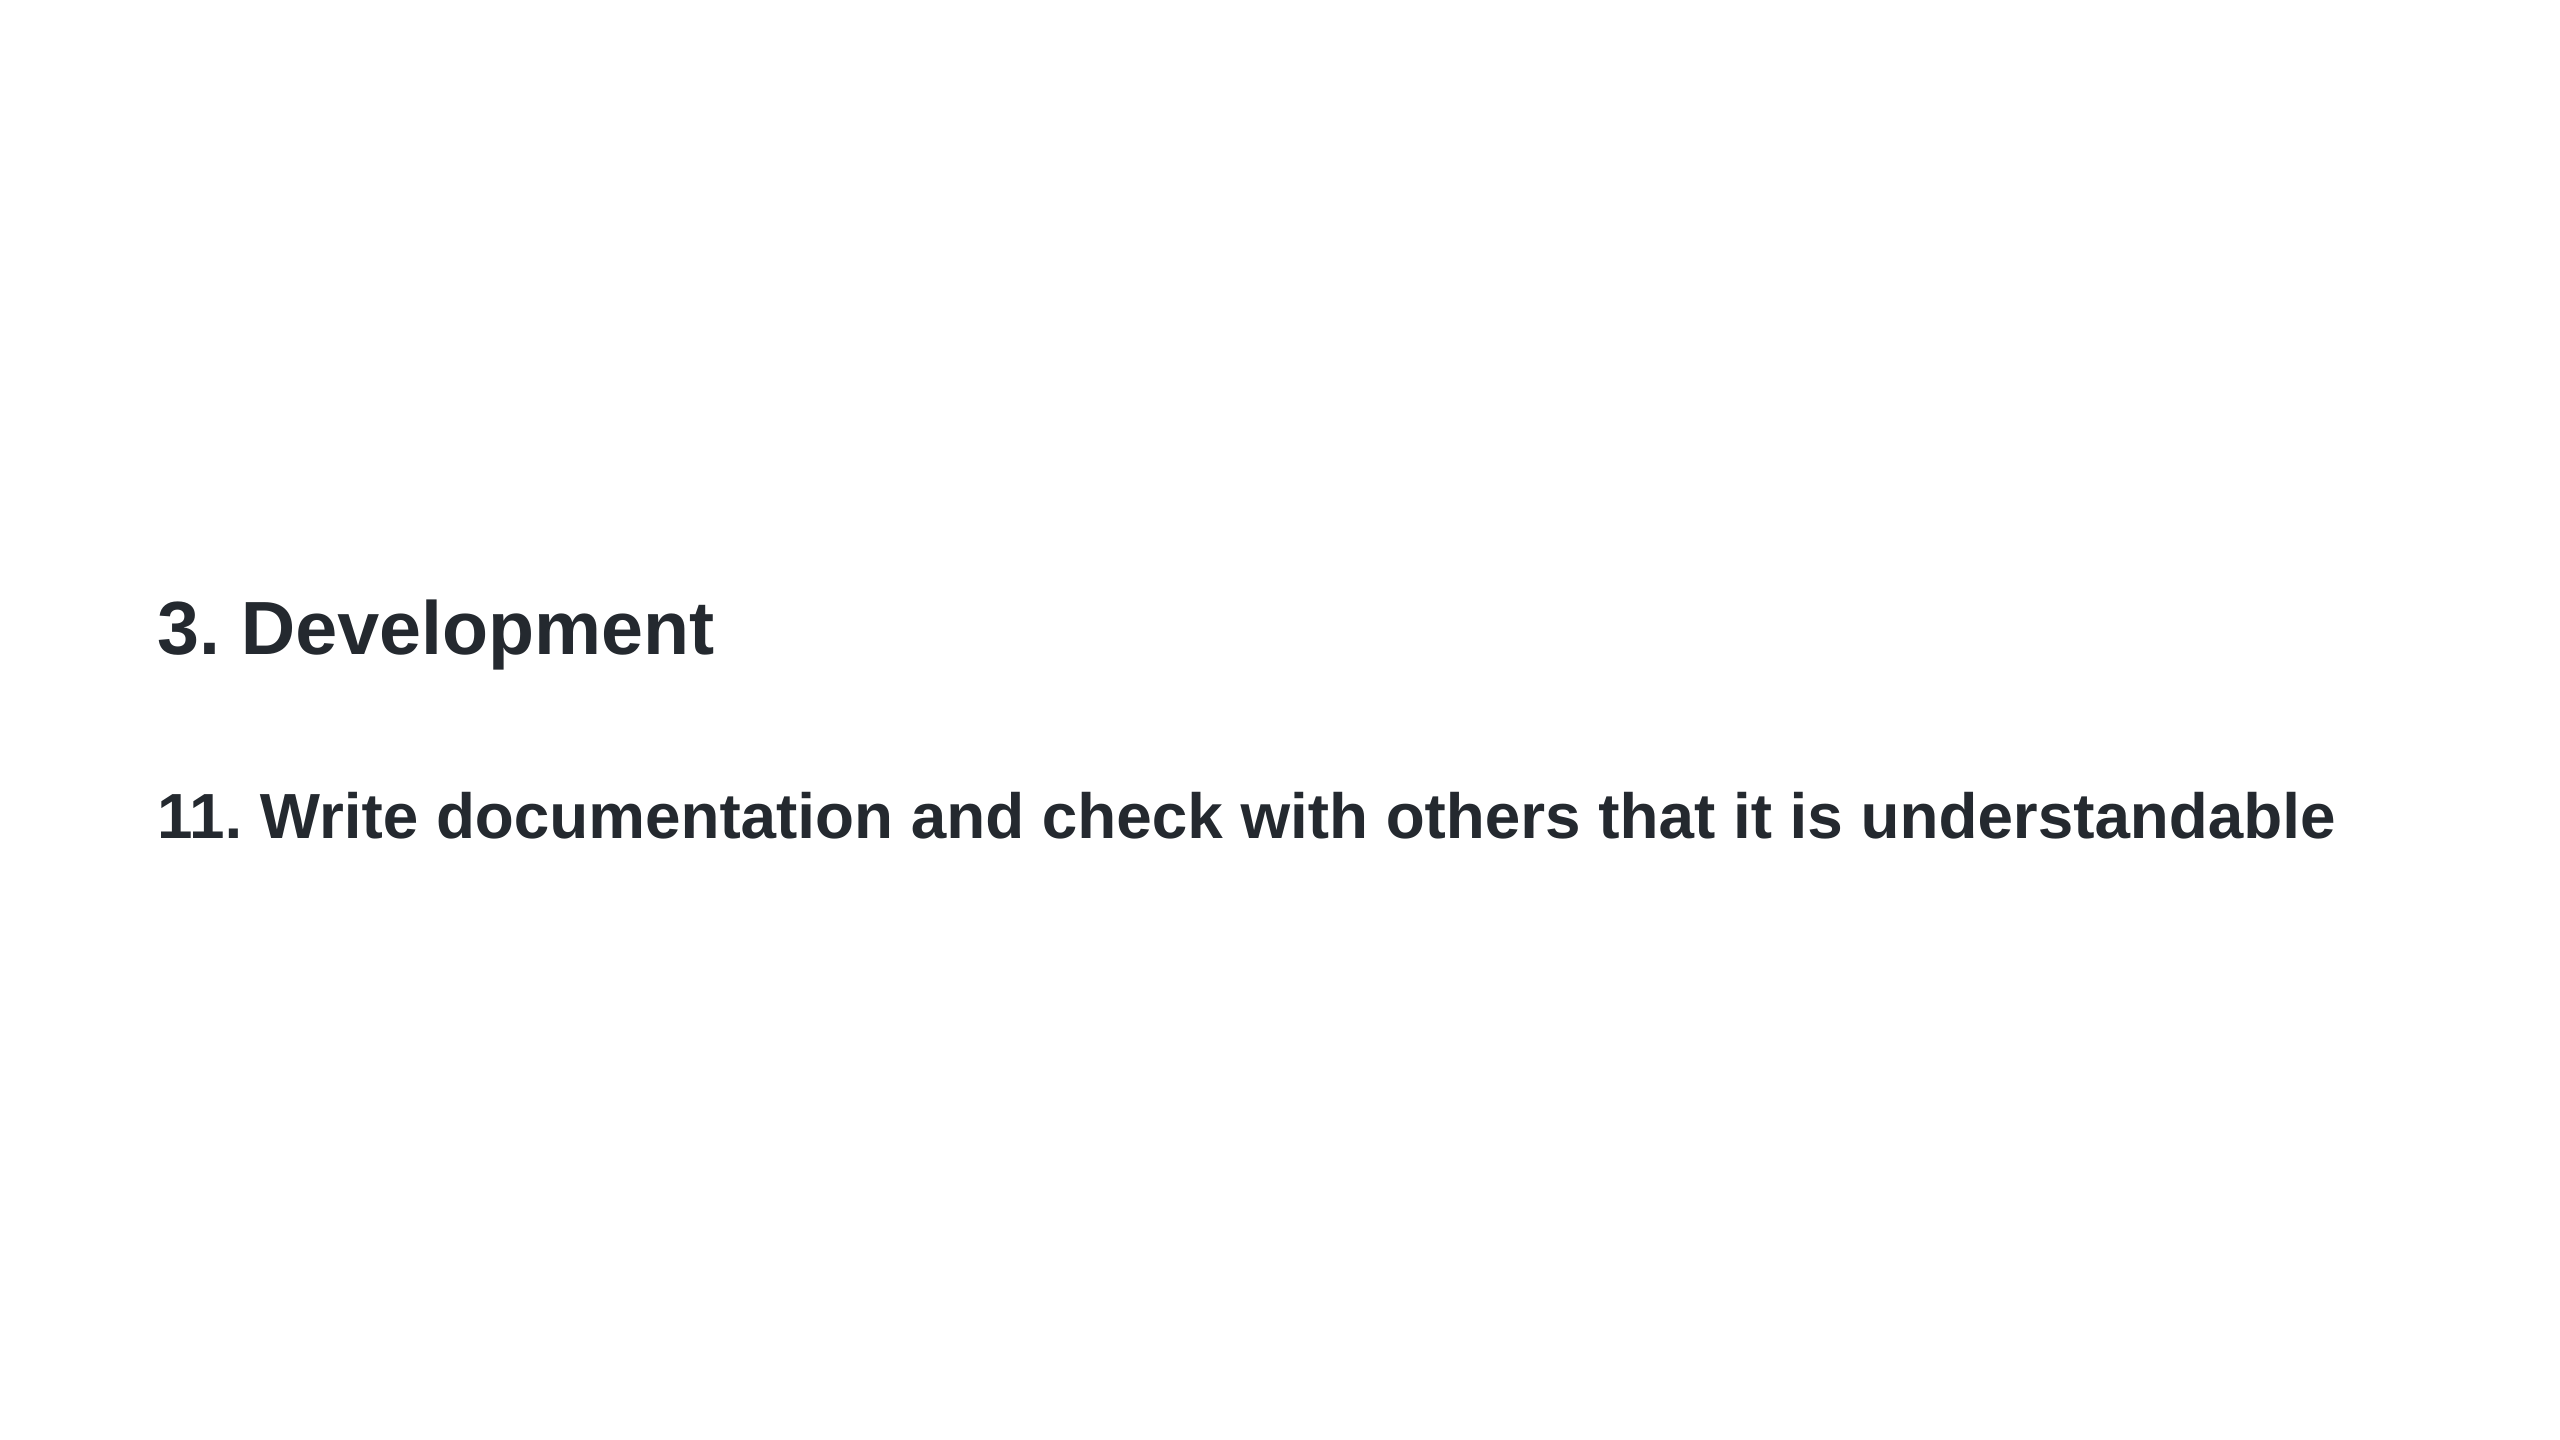 3. Development
11. Write documentation and check with others that it is understandable